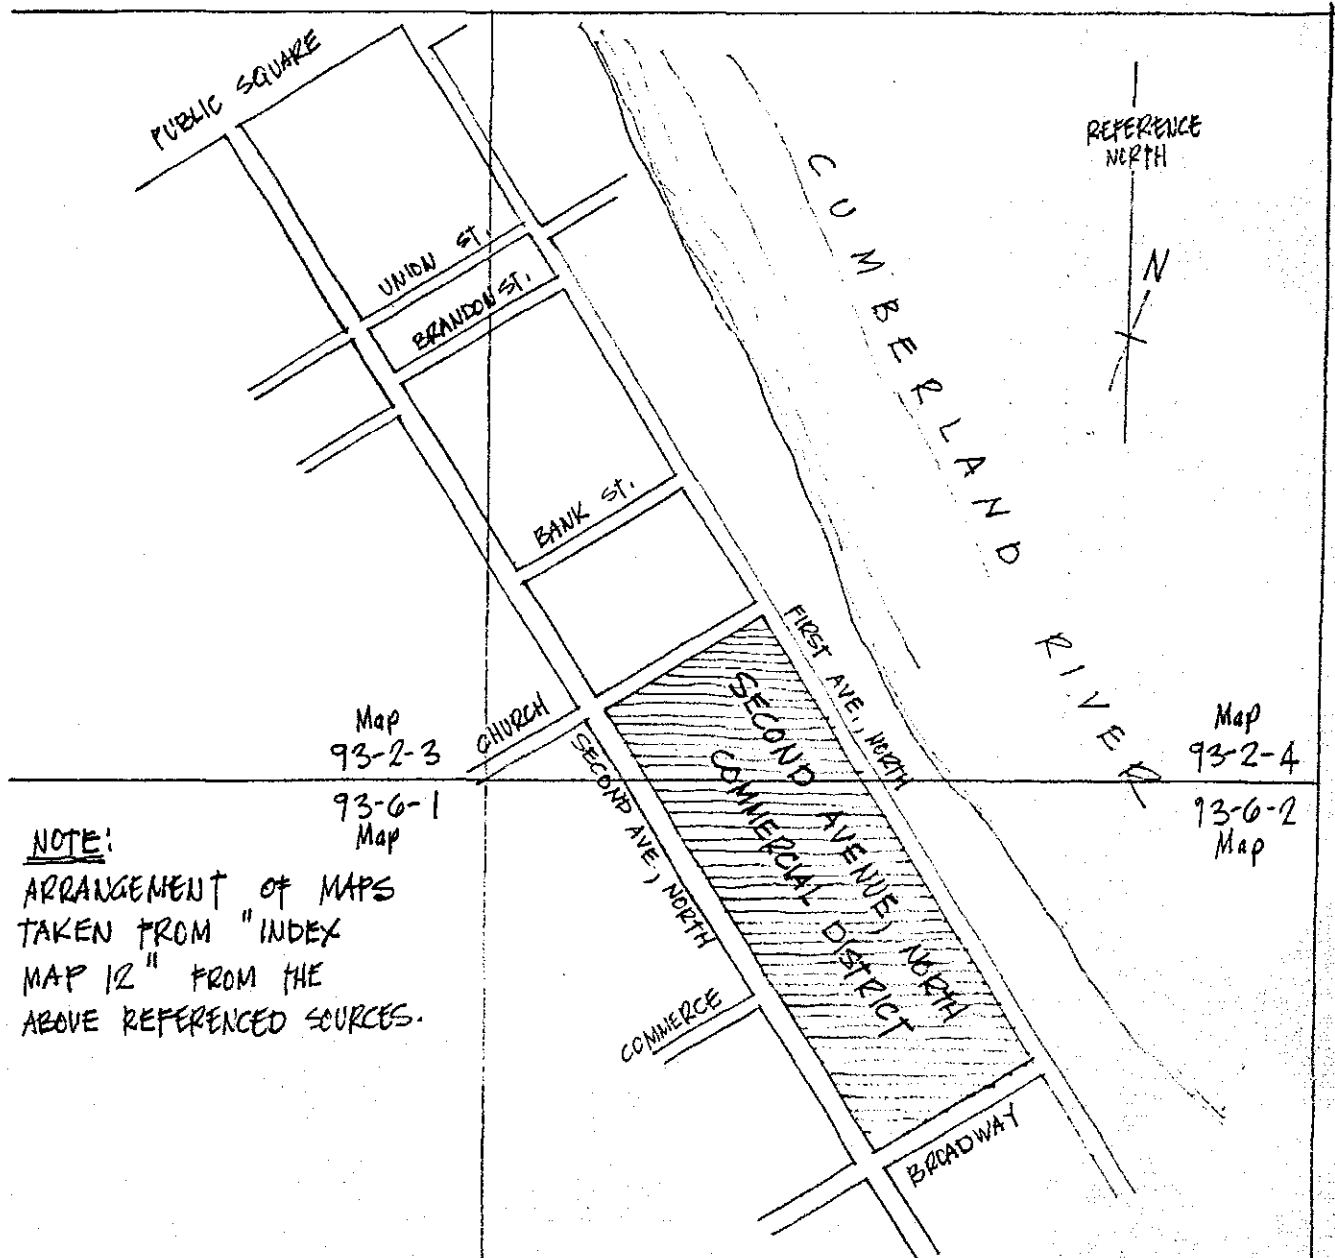 PUBLIC SQUARE
REFERENCE
NORTH
N
CUMBERLAND RIVER
UNION ST.
BRANDON ST.
BANK ST.
FIRST AVE., NORTH
CHURCH
SECOND AVE., NORTH
SECOND AVENUE, NORTH
COMMERCIAL DISTRICT
Map
93-2-3
Map
93-2-4
93-6-1
Map
93-6-2
Map
NOTE:
ARRANGEMENT OF MAPS
TAKEN FROM "INDEX
MAP 12" FROM THE
ABOVE REFERENCED SOURCES.
COMMERCE
BROADWAY